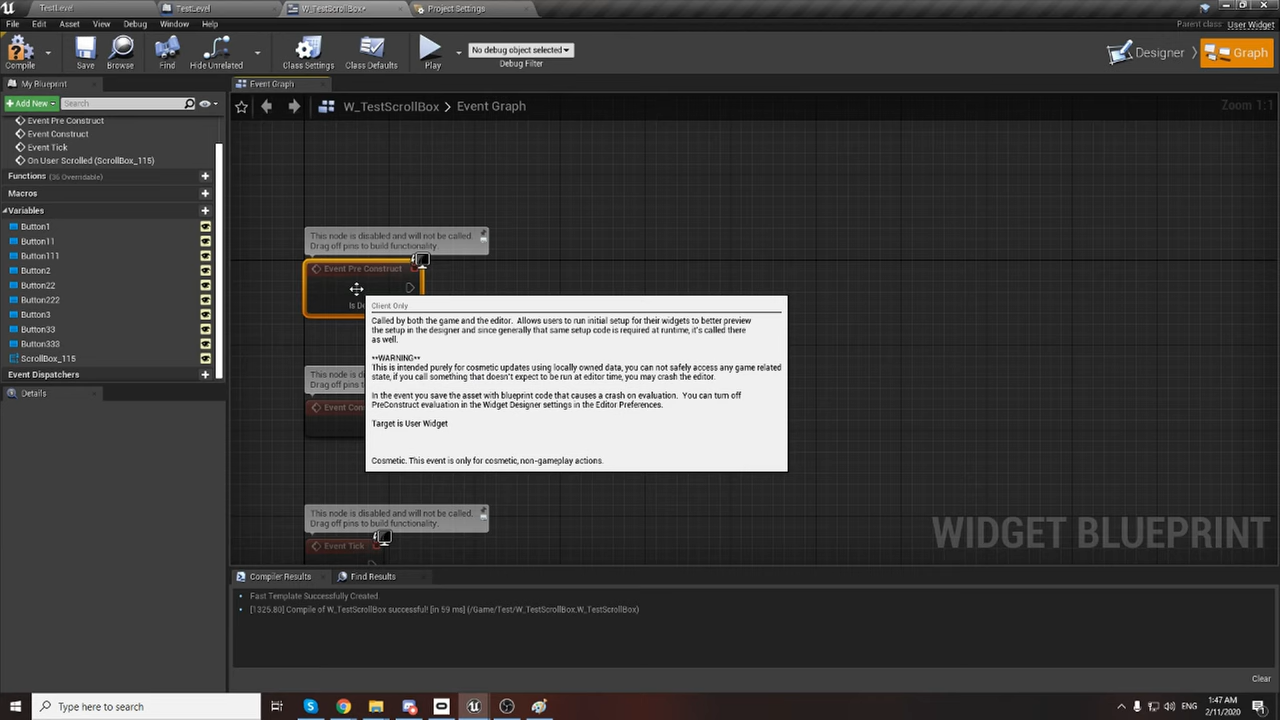 TestLevel
TestLevel
W_TestScrollBox*
Project Settings
File Edit Asset View Debug Window Help
Parent class: User Widget
Compile
Save
Browse
Find
Hide Unrelated
Class Settings
Class Defaults
Play
No debug object selected
Debug Filter
Designer
Graph
My Blueprint
Event Graph
+Add New
Search
W_TestScrollBox > Event Graph
Zoom 1:1
Event Pre Construct
Event Construct
Event Tick
On User Scrolled (ScrollBox_115)
Functions (36 Overridable)
Macros
Variables
Button1
Button11
Button111
Button2
Button22
Button222
Button3
Button33
Button333
ScrollBox_115
Event Dispatchers
Details
This node is disabled and will not be called.
Drag off pins to build functionality
Event Pre Construct
Is De
This node is d
Drag off pins
Event Con
Client Only
Called by both the game and the editor. Allows users to run initial setup for their widgets to better preview
the setup in the designer and since generally that same setup code is required at runtime, it's called there
as well.
**WARNING**
This is intended purely for cosmetic updates using locally owned data, you can not safely access any game related
state, if you call something that doesn't expect to be run at editor time, you may crash the editor.
In the event you save the asset with blueprint code that causes a crash on evaluation. You can turn off
PreConstruct evaluation in the Widget Designer settings in the Editor Preferences.
Target is User Widget
Cosmetic. This event is only for cosmetic, non-gameplay actions.
This node is disabled and will not be called.
Drag off pins to build functionality.
Event Tick
WIDGET BLUEPRINT
Compiler Results
Find Results
Fast Template Successfully Created.
[1325.80] Compile of W_TestScrollBox successful! [in 59 ms] (/Game/Test/W_TestScrollBox.W_TestScrollBox)
Clear
Type here to search
ENG
1:47 AM
2/11/2020